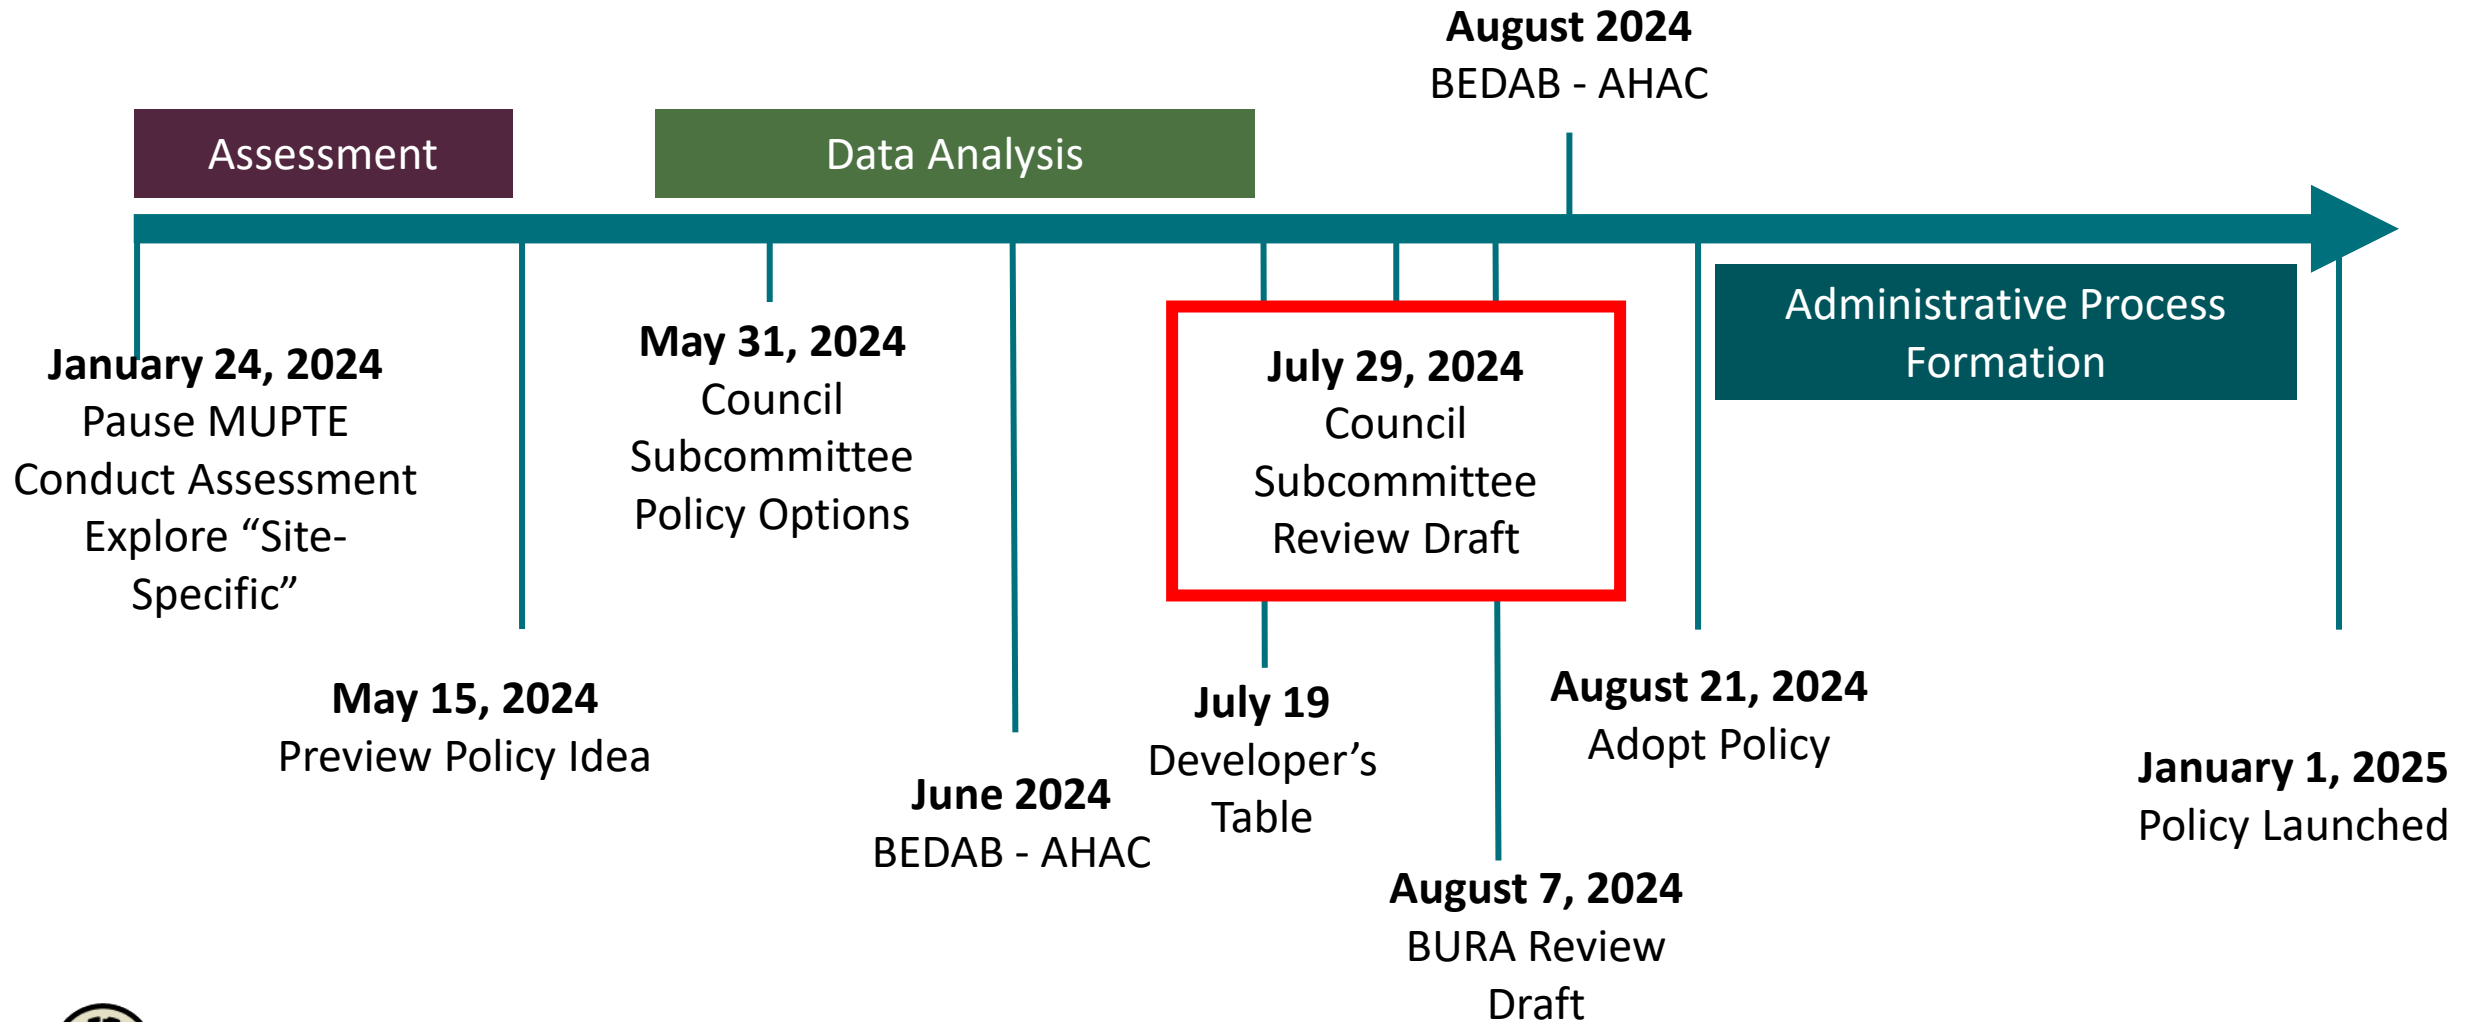 August 2024
BEDAB - AHAC
Assessment
Data Analysis
Administrative Process
Formation
January 24, 2024
Pause MUPTE
Conduct Assessment
Explore “Site-
Specific”
May 15, 2024
Preview Policy Idea
May 31, 2024
Council
Subcommittee
Policy Options
June 2024
BEDAB - AHAC
July 29, 2024
Council
Subcommittee
Review Draft
July 19
Developer’s
Table
August 7, 2024
BURA Review
Draft
August 21, 2024
Adopt Policy
January 1, 2025
Policy Launched